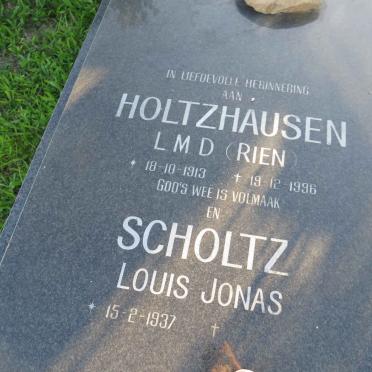 IN LIEFDEVOLLE HERINNERING
AAN
HOLTZHAUSEN
L M D (RIEN)
* 18-10-1913 † 19-12-1996
GOD'S WEE IS VOLMAAK
EN
SCHOLTZ
LOUIS JONAS
* 15-2-1937 †